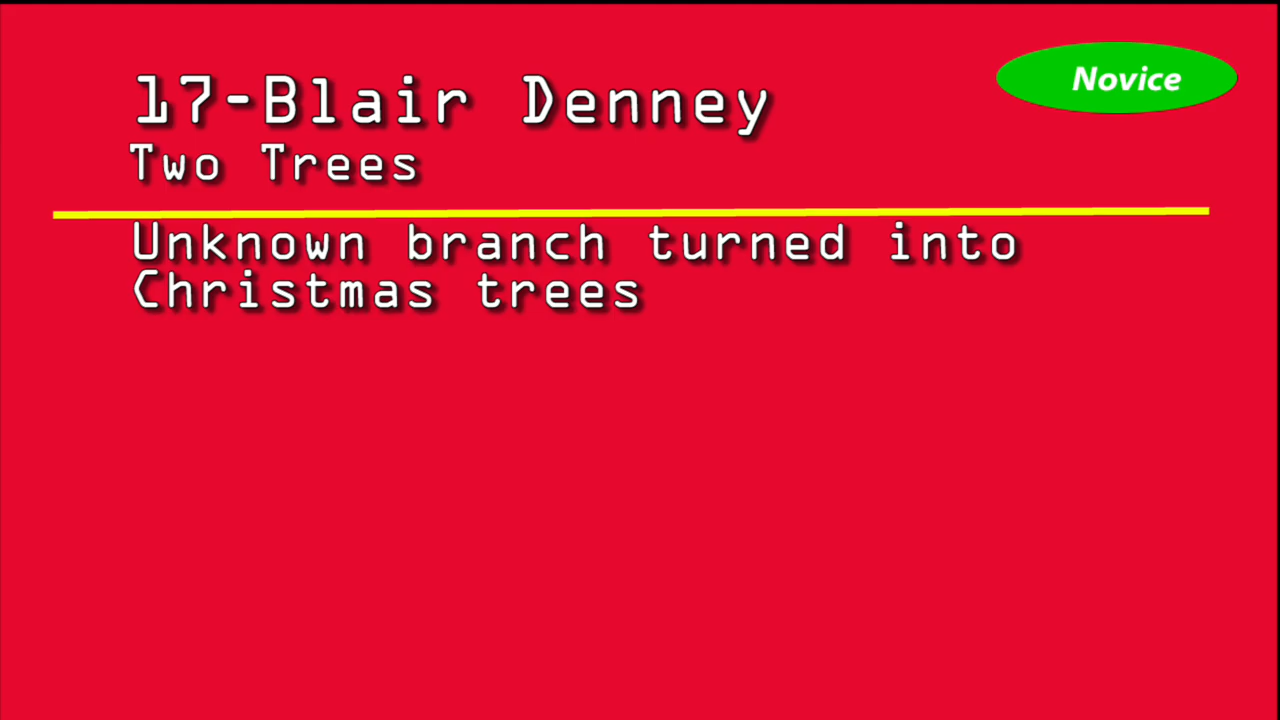 17-Blair Denney
Novice
Two Trees
Unknown branch turned into
Christmas trees